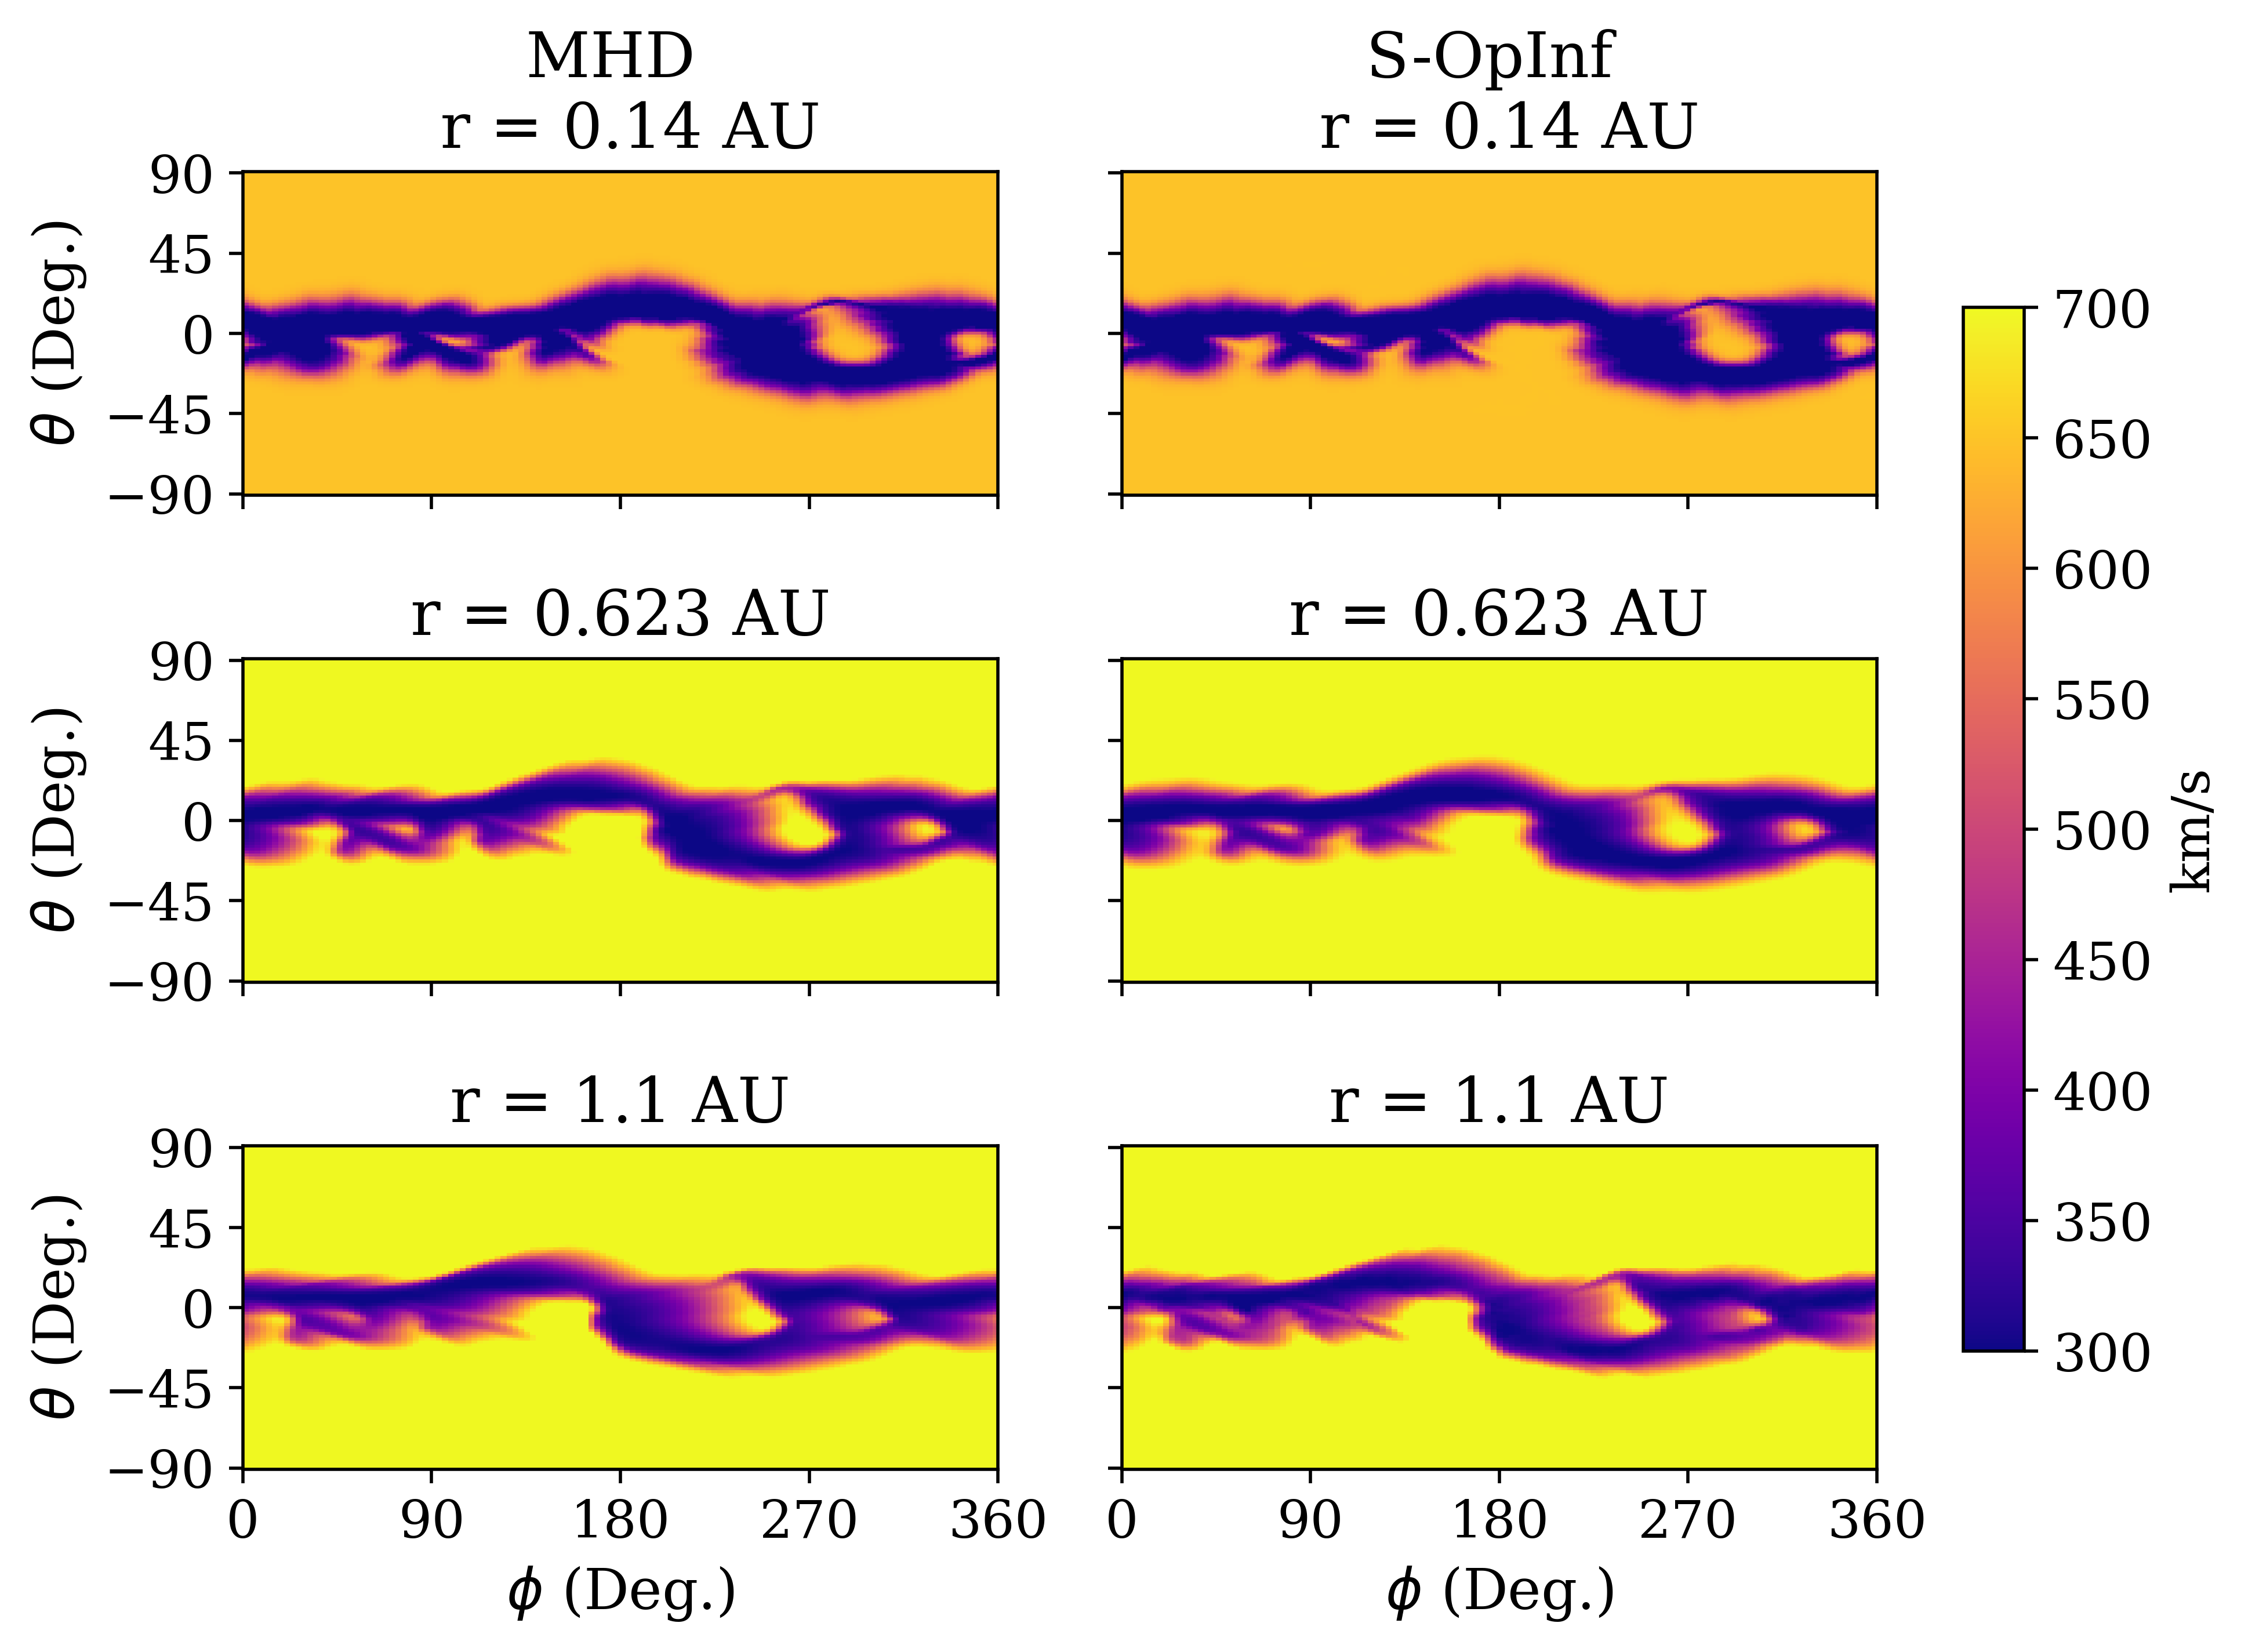 MHD
r = 0.14 AU
S-OpInf
r = 0.14 AU
90
45
0
−45
−90
θ (Deg.)
r = 0.623 AU
r = 0.623 AU
90
45
0
−45
−90
θ (Deg.)
r = 1.1 AU
r = 1.1 AU
90
45
0
−45
−90
θ (Deg.)
0 90 180 270 360
ϕ (Deg.)
0 90 180 270 360
ϕ (Deg.)
700
650
600
550
500
450
400
350
300
km/s